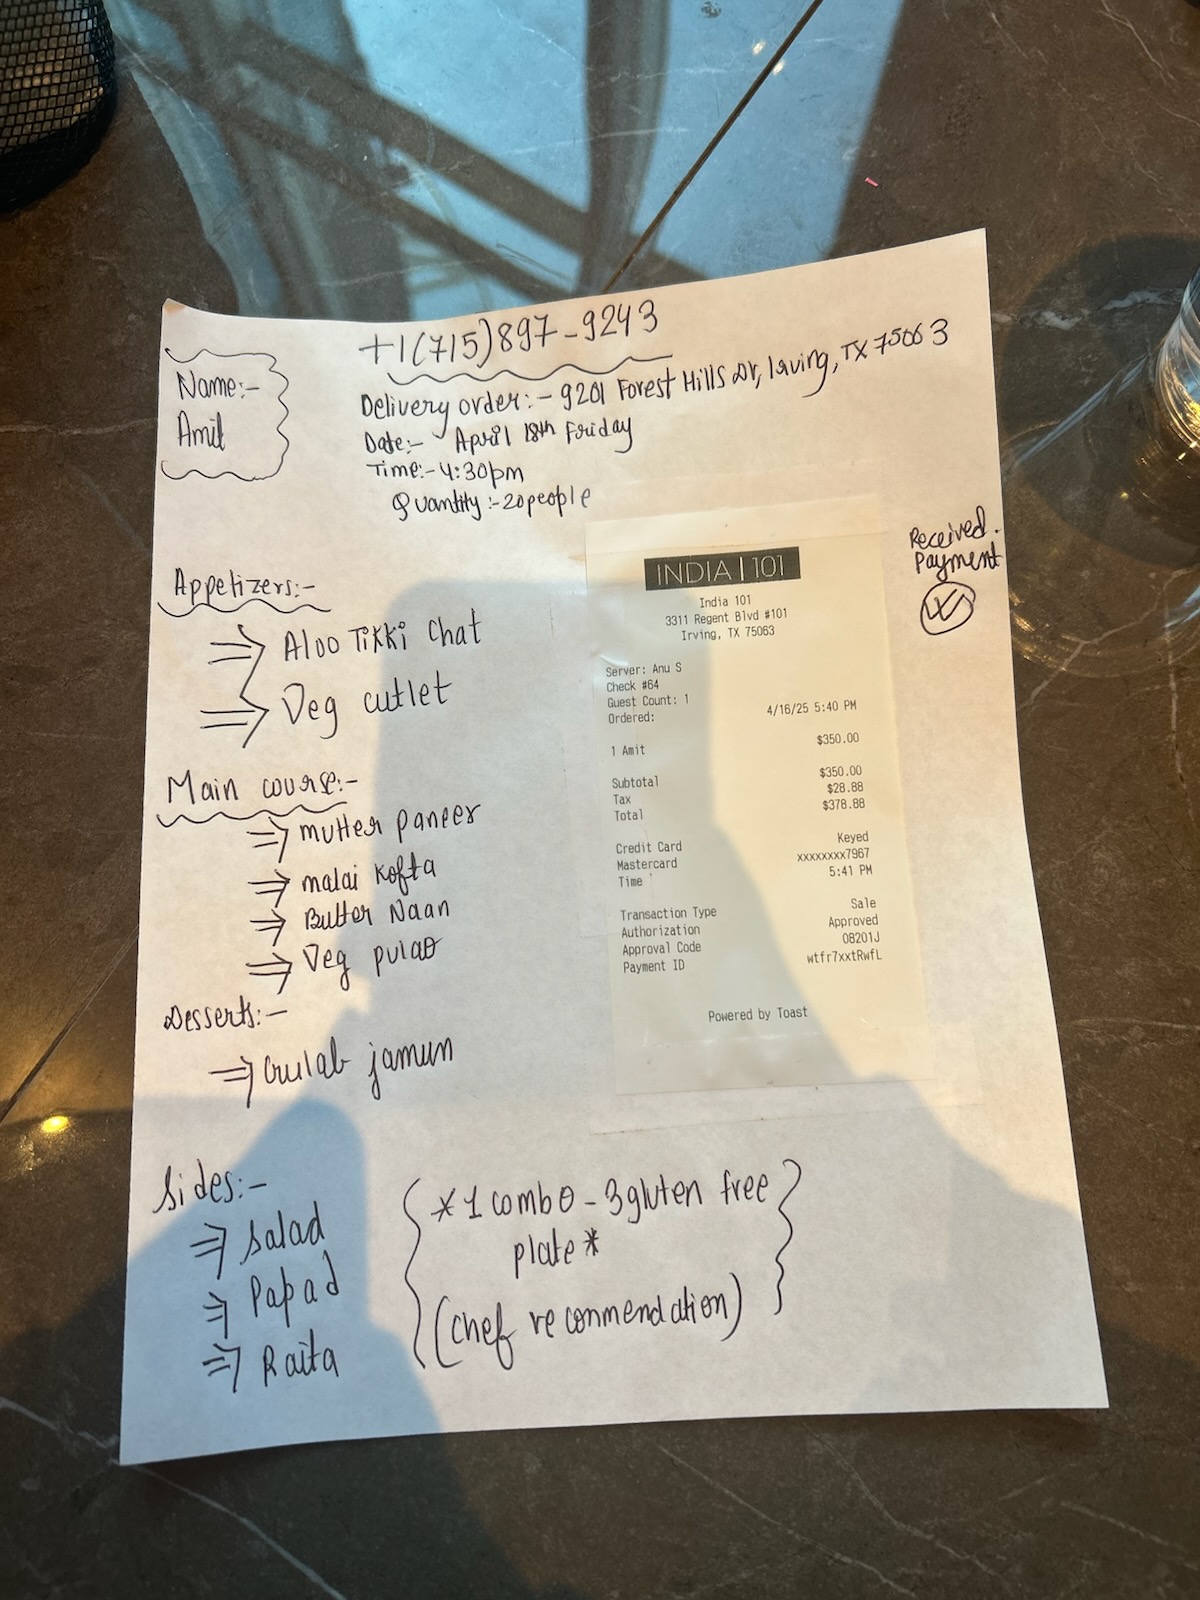 +1(715)897-9243
Name:-
Amit
Delivery order:- 9201 Forest Hills Dr, Irving, TX 75063
Date:- April 18th Friday
Time:- 4:30pm
Quantity:- 20 people
Received.
Payment
Appetizers:-
⇒ Aloo Tikki Chat
⇒ Veg cutlet
Main course:-
⇒ mutter paneer
⇒ malai Kofta
⇒ Butter Naan
⇒ Veg pulao
Desserts:-
⇒ Gulab jamun
Sides:-
⇒ Salad
⇒ Papad
⇒ Raita
*1 combo - 3 gluten free
plate*
(Chef recommendation)
INDIA | 101
India 101
3311 Regent Blvd #101
Irving, TX 75063
Server: Anu S
Check #64
Guest Count: 1
Ordered: 4/16/25 5:40 PM
1 Amit $350.00
Subtotal $350.00
Tax $28.88
Total $378.88
Credit Card Keyed
Mastercard xxxxxxxx7967
Time 5:41 PM
Transaction Type Sale
Authorization Approved
Approval Code 08201J
Payment ID wtfr7xxtRwfL
Powered by Toast